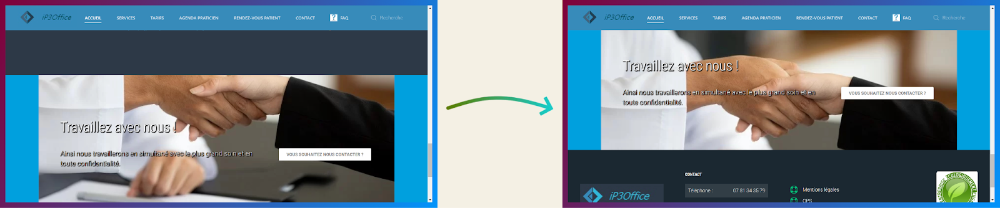 iP3Office ACCUEIL SERVICES TARIFS AGENDA PRATICIEN RENDEZ-VOUS PATIENT CONTACT ? FAQ Recherche
Travaillez avec nous !
Ainsi nous travaillerons en simultané avec le plus grand soin et en
toute confidentialité.
VOUS SOUHAITEZ NOUS CONTACTER ?
iP3Office ACCUEIL SERVICES TARIFS AGENDA PRATICIEN RENDEZ-VOUS PATIENT CONTACT ? FAQ Recherche
Travaillez avec nous !
Ainsi nous travaillerons en simultané avec le plus grand soin et en
toute confidentialité.
VOUS SOUHAITEZ NOUS CONTACTER ?
iP3Office
CONTACT
Téléphone : 07 81 34 35 79
Mentions légales
CPS